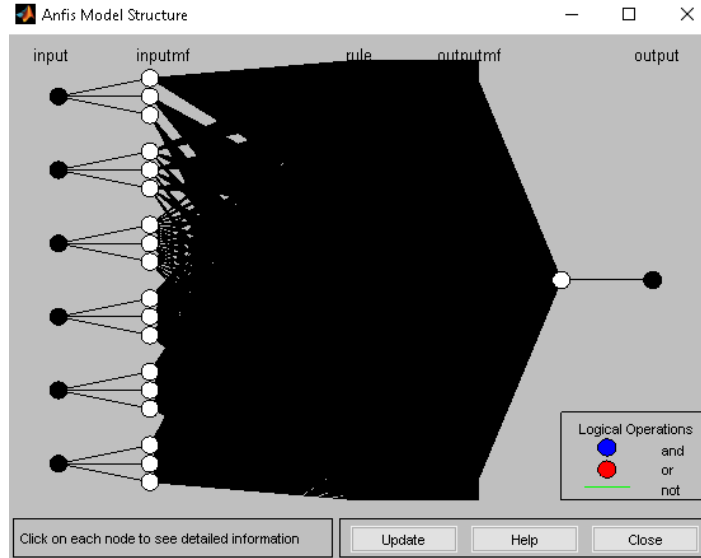 Anfis Model Structure
input inputmf rule outputmf output
Logical Operations
and
or
not
Click on each node to see detailed information
Update Help Close